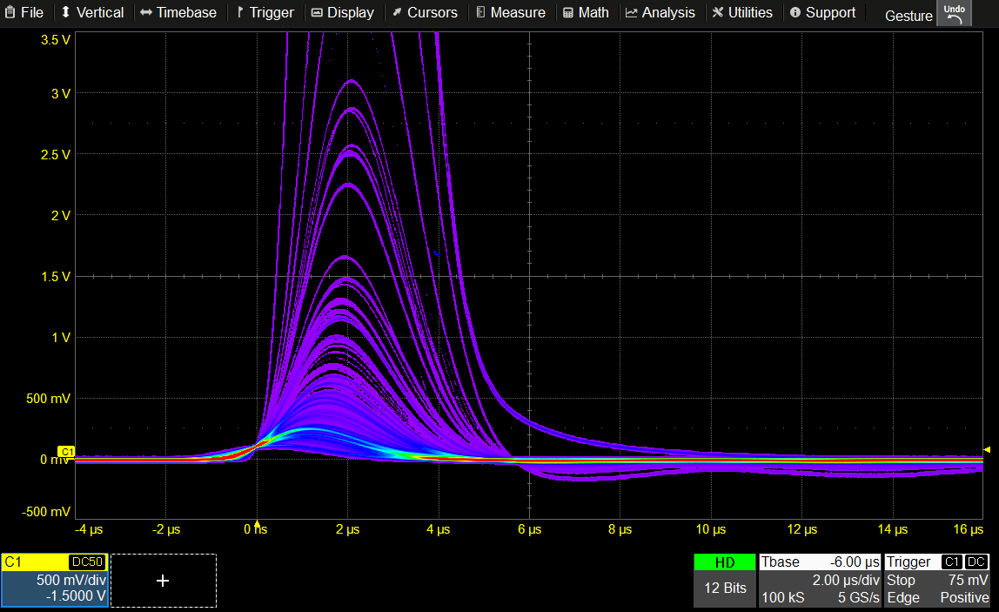 File Vertical Timebase Trigger Display Cursors Measure Math Analysis Utilities Support Gesture Undo
3.5 V
3 V
2.5 V
2 V
1.5 V
1 V
500 mV
C1
0 mV
-500 mV
-4 µs -2 µs 0 ns 2 µs 4 µs 6 µs 8 µs 10 µs 12 µs 14 µs 16 µs
C1 DC50
500 mV/div
-1.5000 V
+
HD
12 Bits
Tbase -6.00 µs
2.00 µs/div
100 kS 5 GS/s
Trigger C1 DC
Stop 75 mV
Edge Positive